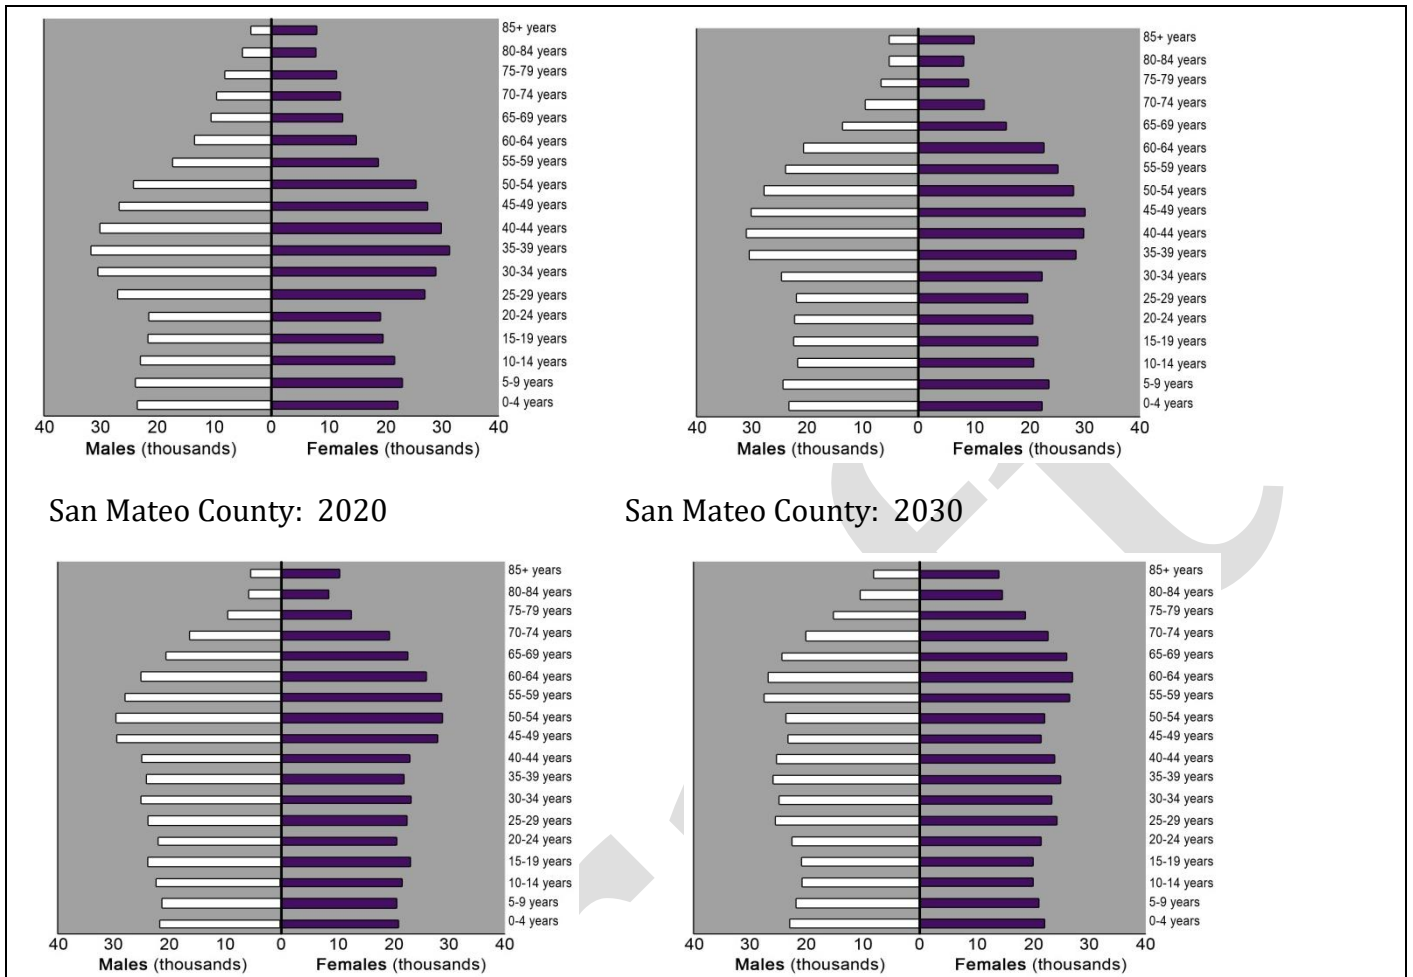 85+ years
80-84 years
75-79 years
70-74 years
65-69 years
60-64 years
55-59 years
50-54 years
45-49 years
40-44 years
35-39 years
30-34 years
25-29 years
20-24 years
15-19 years
10-14 years
5-9 years
0-4 years
40 30 20 10 0 10 20 30 40
Males (thousands) Females (thousands)
85+ years
80-84 years
75-79 years
70-74 years
65-69 years
60-64 years
55-59 years
50-54 years
45-49 years
40-44 years
35-39 years
30-34 years
25-29 years
20-24 years
15-19 years
10-14 years
5-9 years
0-4 years
40 30 20 10 0 10 20 30 40
Males (thousands) Females (thousands)
San Mateo County: 2020 San Mateo County: 2030
85+ years
80-84 years
75-79 years
70-74 years
65-69 years
60-64 years
55-59 years
50-54 years
45-49 years
40-44 years
35-39 years
30-34 years
25-29 years
20-24 years
15-19 years
10-14 years
5-9 years
0-4 years
40 30 20 10 0 10 20 30 40
Males (thousands) Females (thousands)
85+ years
80-84 years
75-79 years
70-74 years
65-69 years
60-64 years
55-59 years
50-54 years
45-49 years
40-44 years
35-39 years
30-34 years
25-29 years
20-24 years
15-19 years
10-14 years
5-9 years
0-4 years
40 30 20 10 0 10 20 30 40
Males (thousands) Females (thousands)